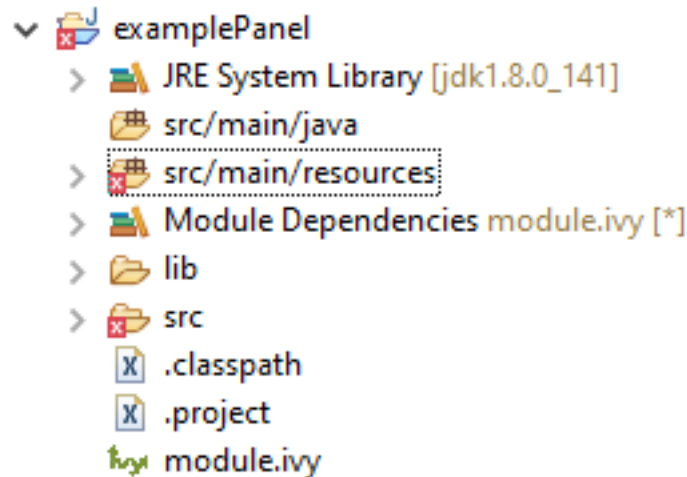 examplePanel
JRE System Library [jdk1.8.0_141]
src/main/java
src/main/resources
Module Dependencies module.ivy [*]
lib
src
.classpath
.project
module.ivy